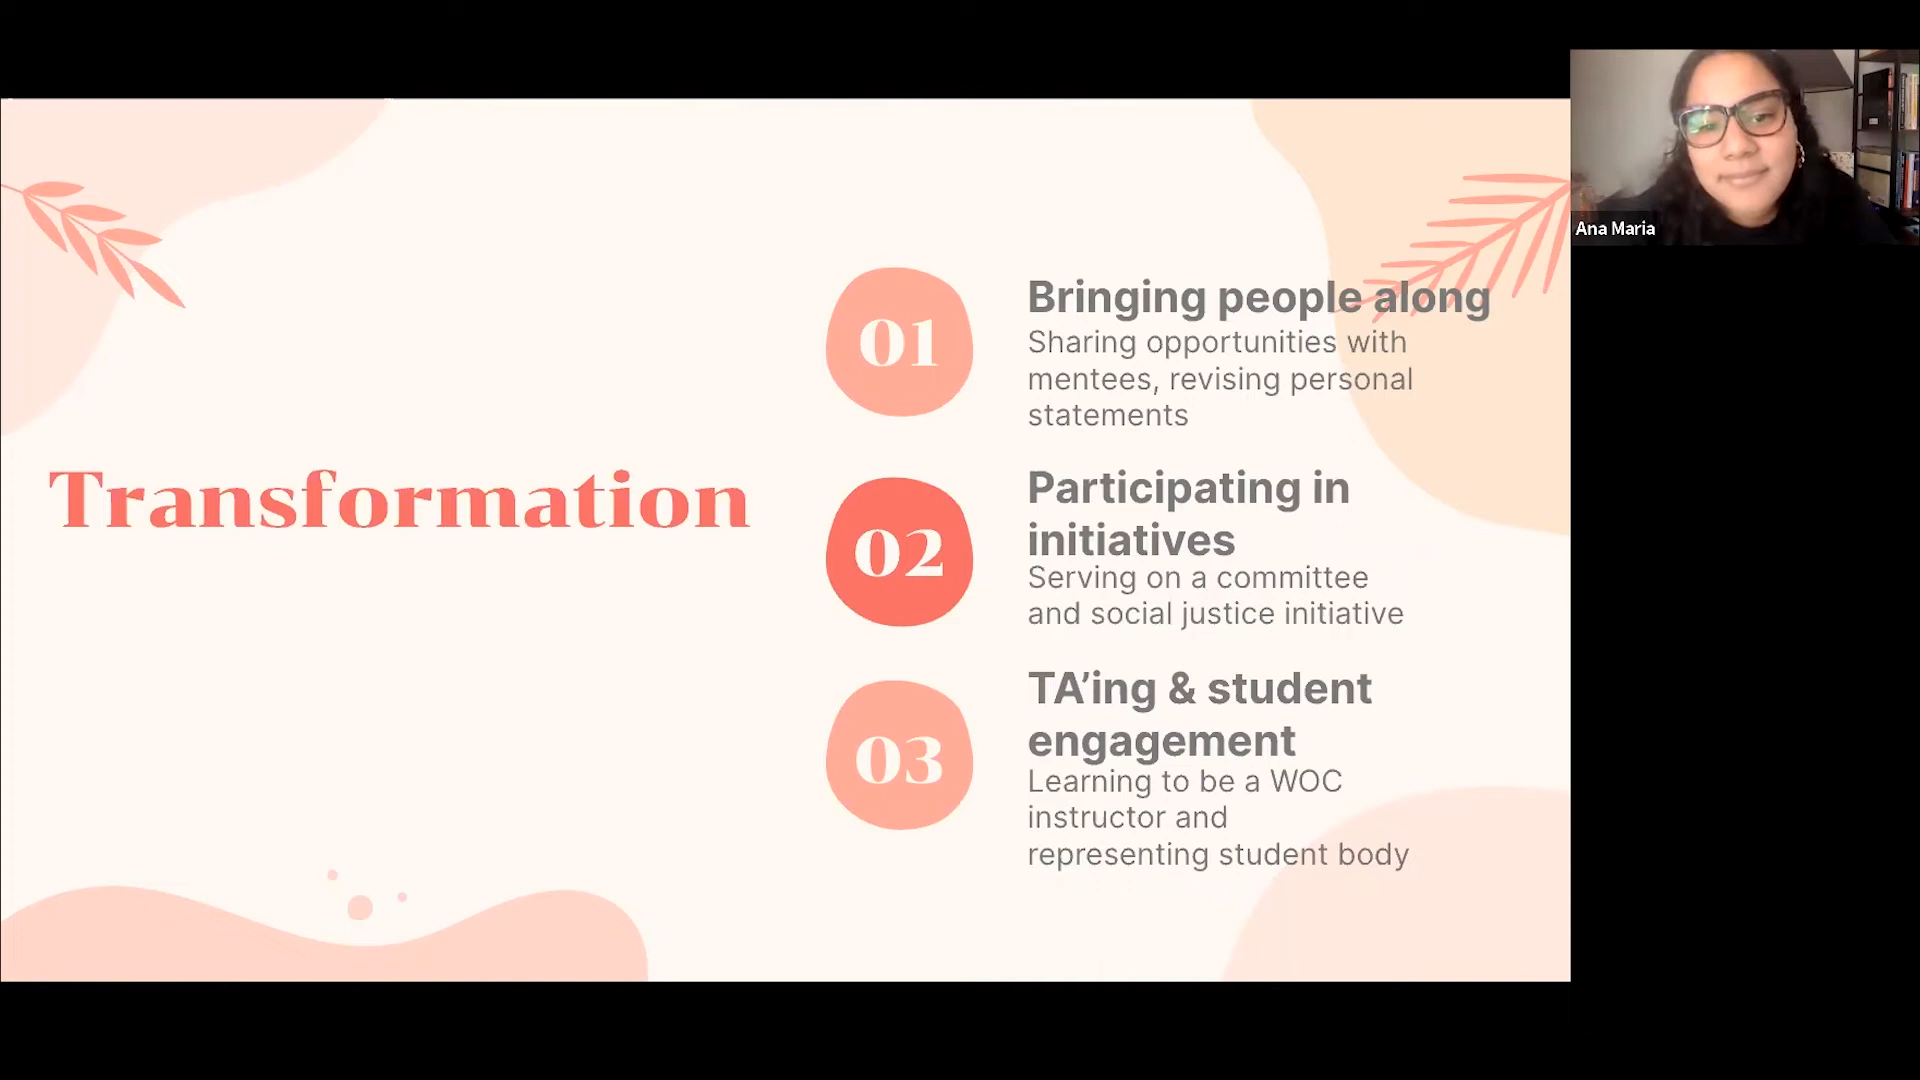 Transformation
01
Bringing people along
Sharing opportunities with
mentees, revising personal
statements
02
Participating in
initiatives
Serving on a committee
and social justice initiative
03
TA’ing & student
engagement
Learning to be a WOC
instructor and
representing student body
Ana Maria